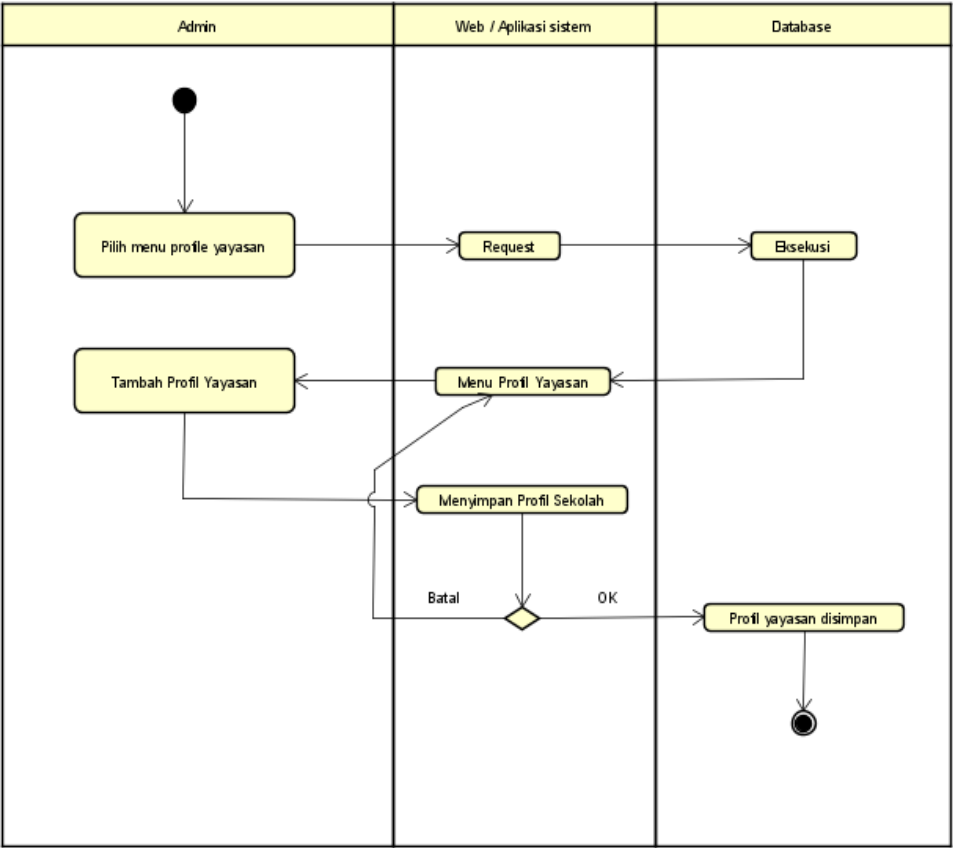 Admin
Web / Aplikasi sistem
Database
Pilih menu profile yayasan
Request
Eksekusi
Tambah Profil Yayasan
Menu Profil Yayasan
Menyimpan Profil Sekolah
Batal
OK
Profil yayasan disimpan